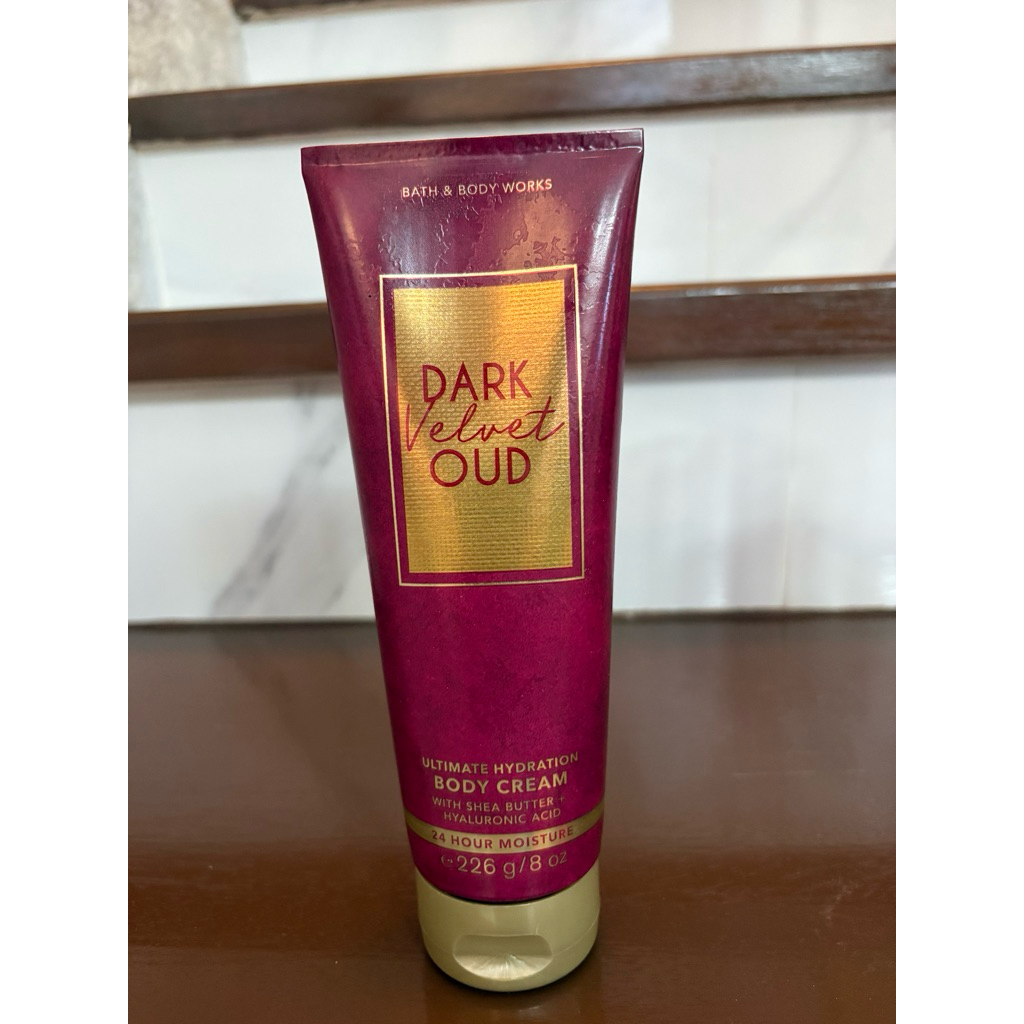 BATH & BODY WORKS
DARK
Velvet
OUD
ULTIMATE HYDRATION
BODY CREAM
WITH SHEA BUTTER +
HYALURONIC ACID
24 HOUR MOISTURE
℮ 226 g/8 oz